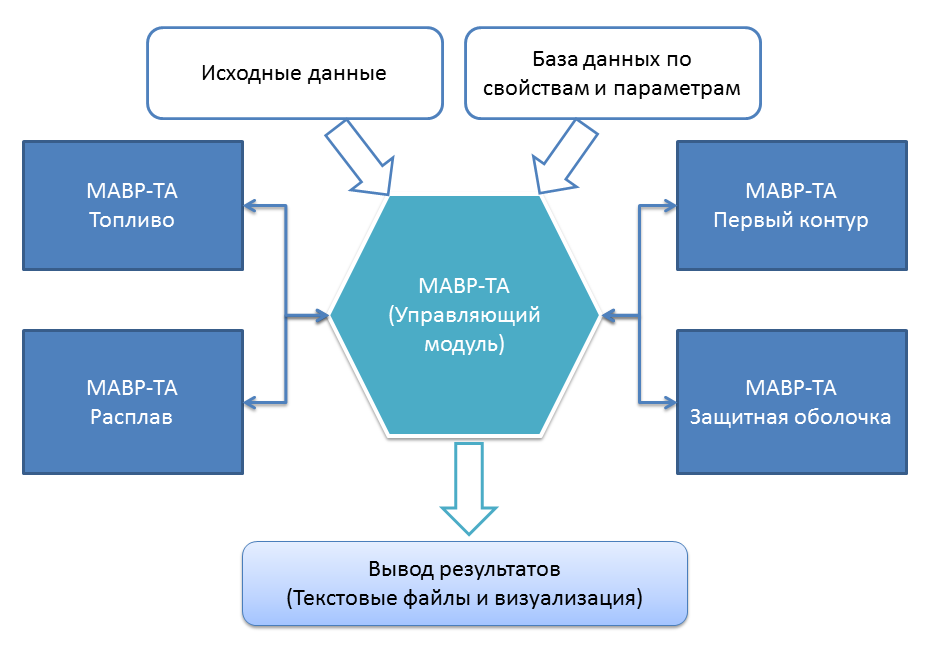 Исходные данные
База данных по
свойствам и параметрам
МАВР-ТА
Топливо
МАВР-ТА
Первый контур
МАВР-ТА
(Управляющий
модуль)
МАВР-ТА
Расплав
МАВР-ТА
Защитная оболочка
Вывод результатов
(Текстовые файлы и визуализация)